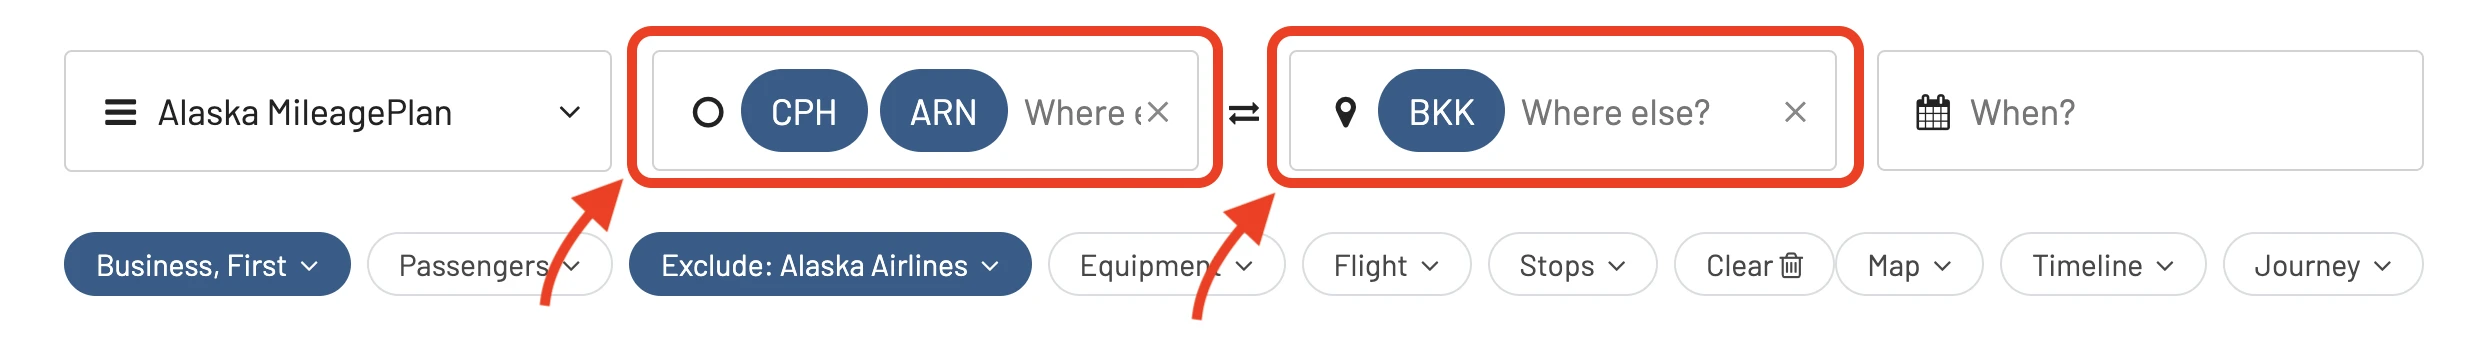 Alaska MileagePlan CPH ARN Where BKK Where else? When?
Business, First Passengers Exclude: Alaska Airlines Equipment Flight Stops Clear Map Timeline Journey